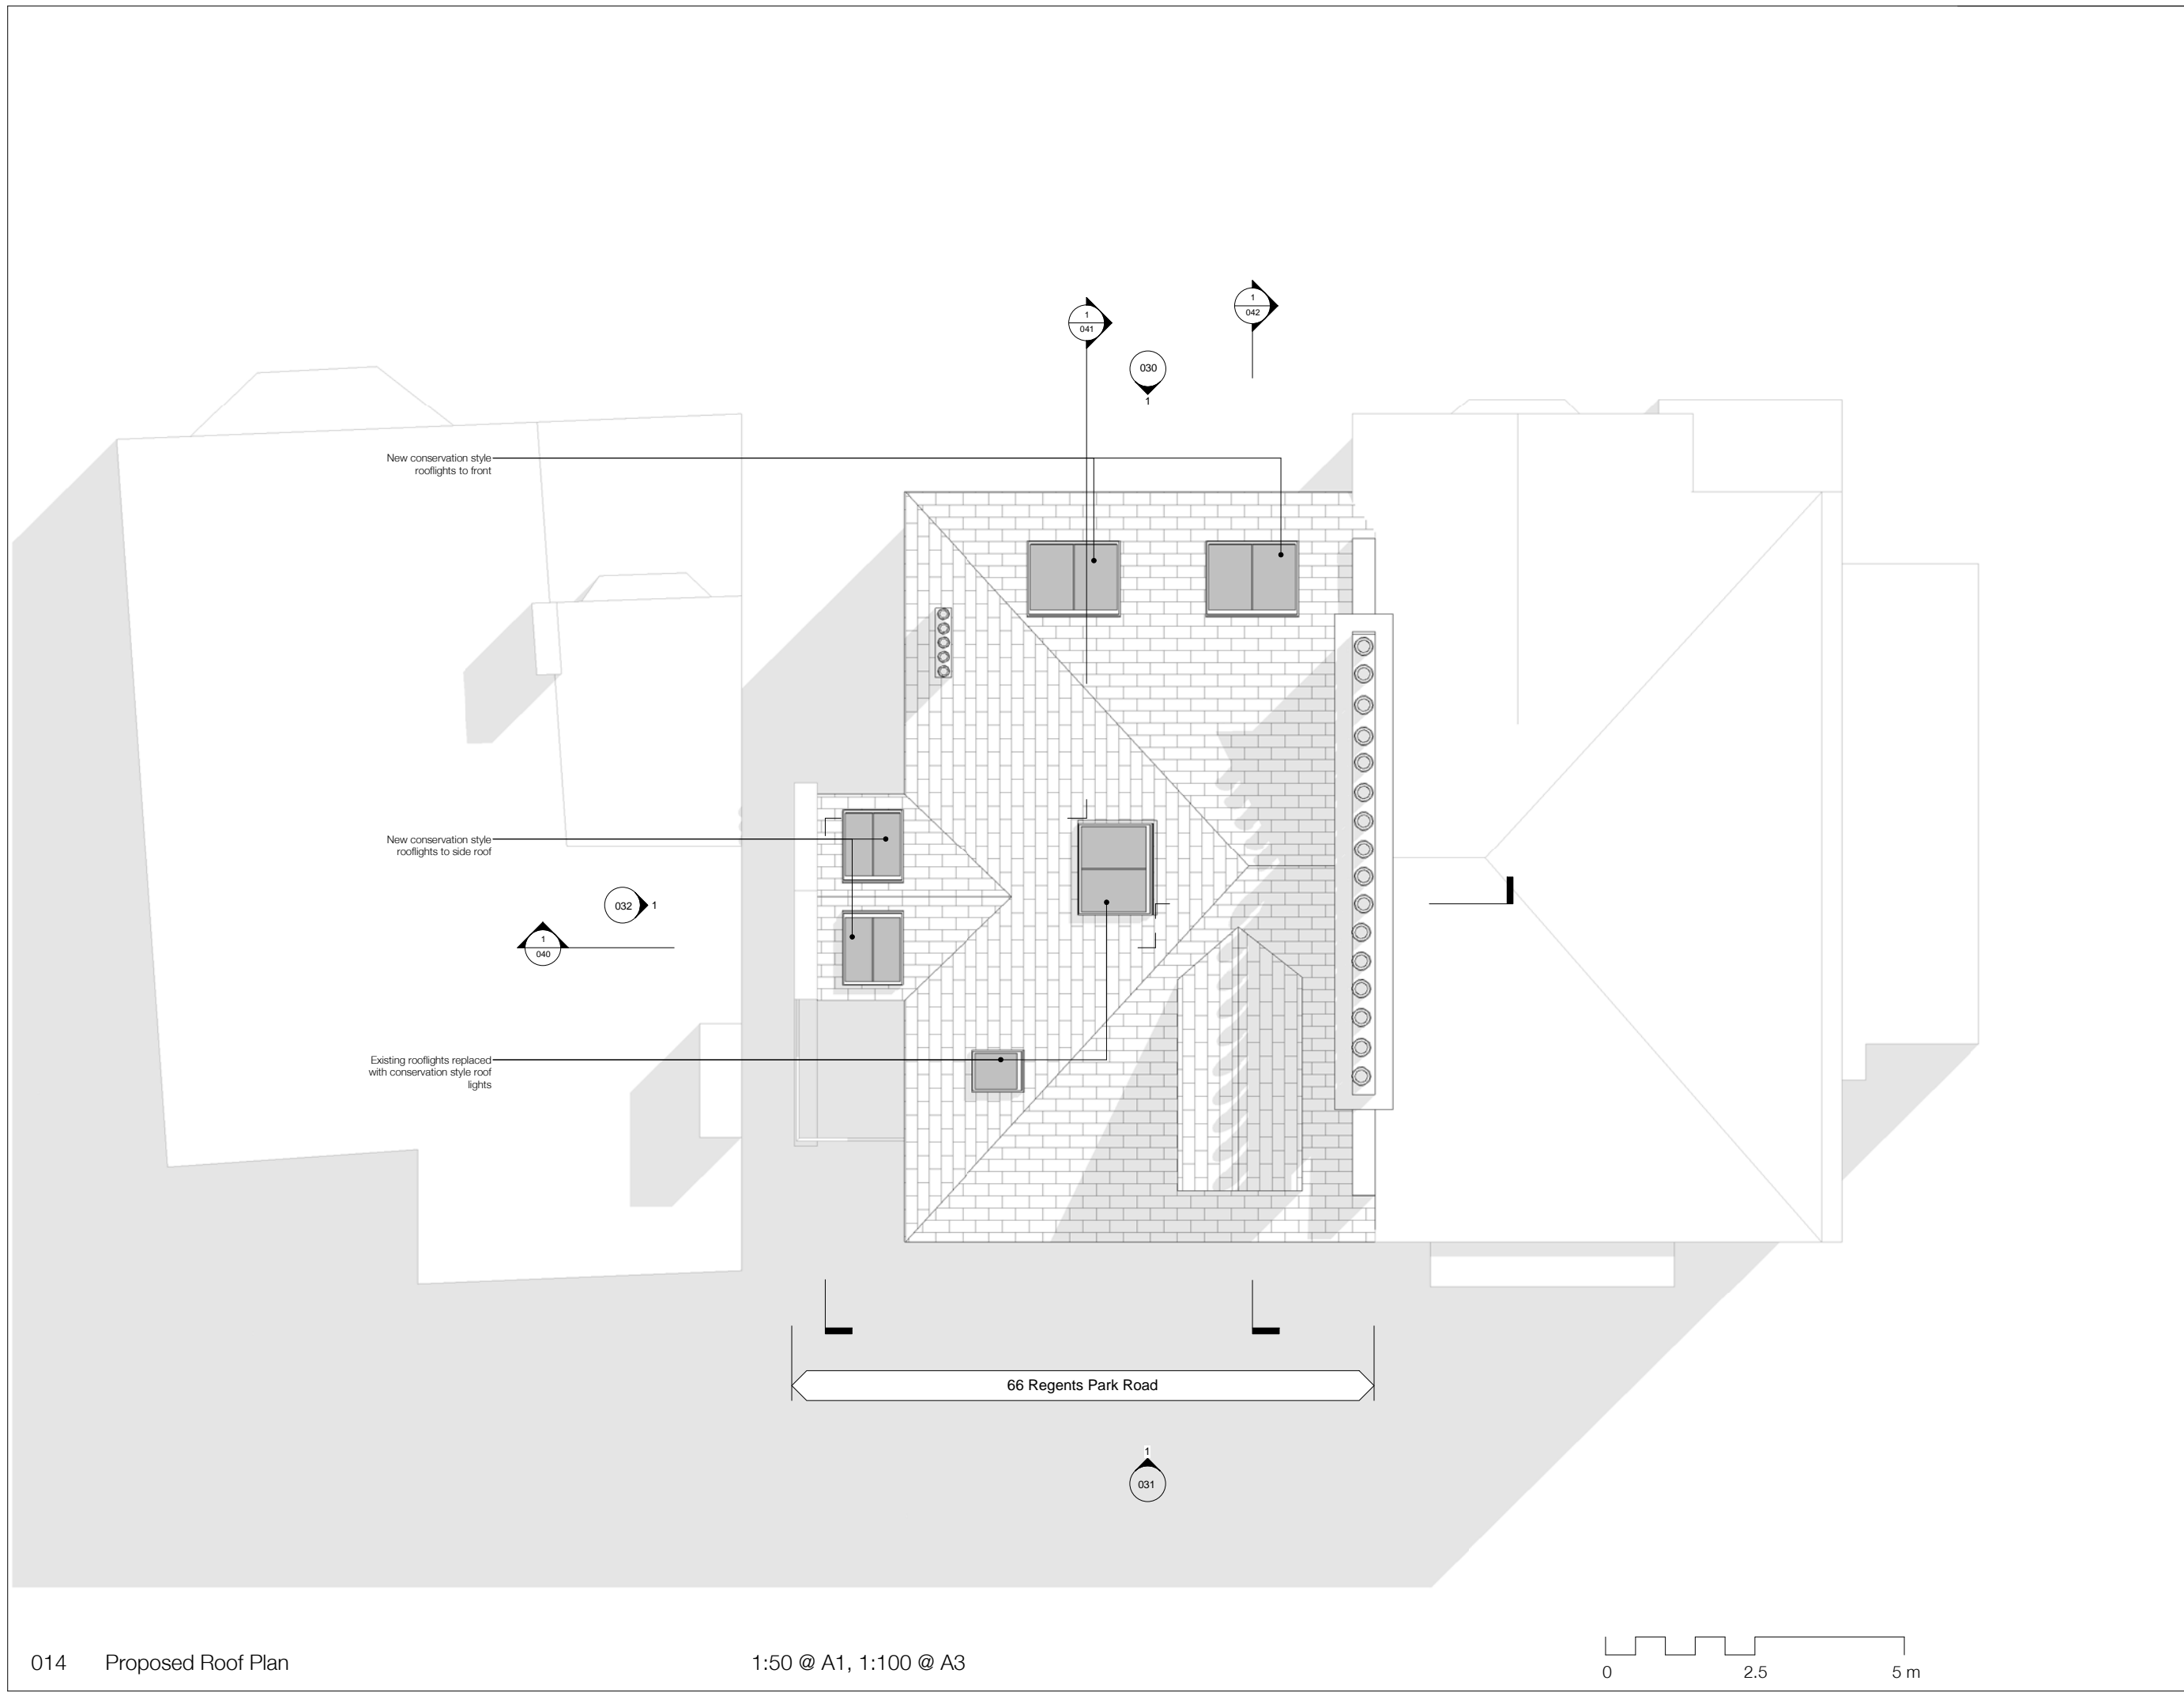 1
041
1
042
030
1
New conservation style
rooflights to front
New conservation style
rooflights to side roof
032
1
1
040
Existing rooflights replaced
with conservation style roof
lights
66 Regents Park Road
1
031
014 Proposed Roof Plan
1:50 @ A1, 1:100 @ A3
0 2.5 5 m